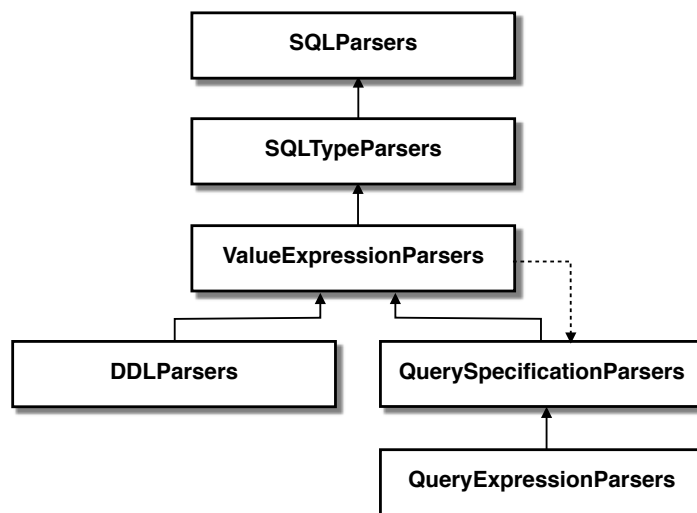 SQLParsers
SQLTypeParsers
ValueExpressionParsers
DDLParsers
QuerySpecificationParsers
QueryExpressionParsers